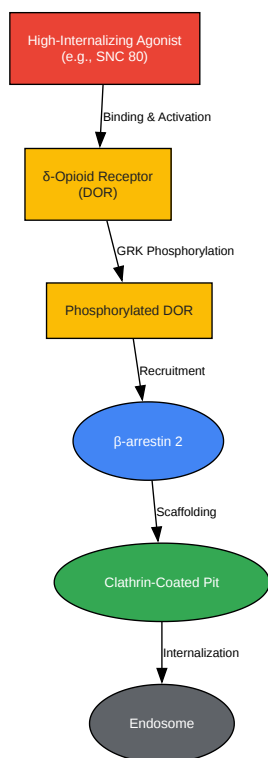 High-Internalizing Agonist
(e.g., SNC 80)
Binding & Activation
δ-Opioid Receptor
(DOR)
GRK Phosphorylation
Phosphorylated DOR
Recruitment
β-arrestin 2
Scaffolding
Clathrin-Coated Pit
Internalization
Endosome